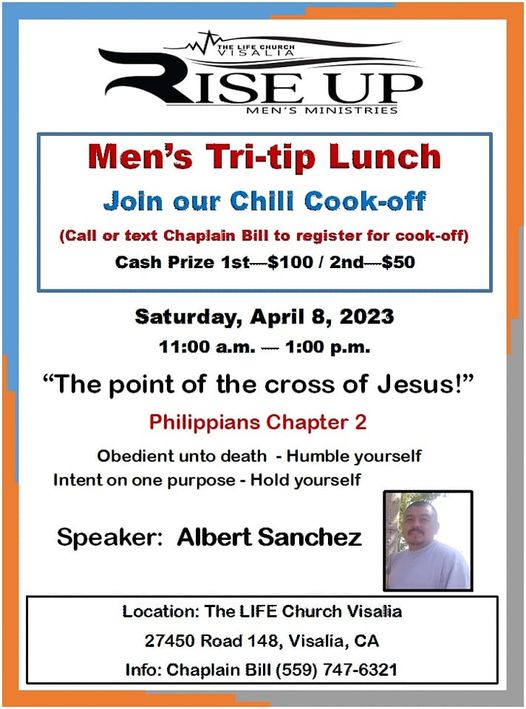 THE LIFE CHURCH
VISALIA
RISE UP
MEN'S MINISTRIES
Men's Tri-tip Lunch
Join our Chili Cook-off
(Call or text Chaplain Bill to register for cook-off)
Cash Prize 1st—$100 / 2nd—$50
Saturday, April 8, 2023
11:00 a.m. — 1:00 p.m.
“The point of the cross of Jesus!”
Philippians Chapter 2
Obedient unto death - Humble yourself
Intent on one purpose - Hold yourself
Speaker: Albert Sanchez
Location: The LIFE Church Visalia
27450 Road 148, Visalia, CA
Info: Chaplain Bill (559) 747-6321